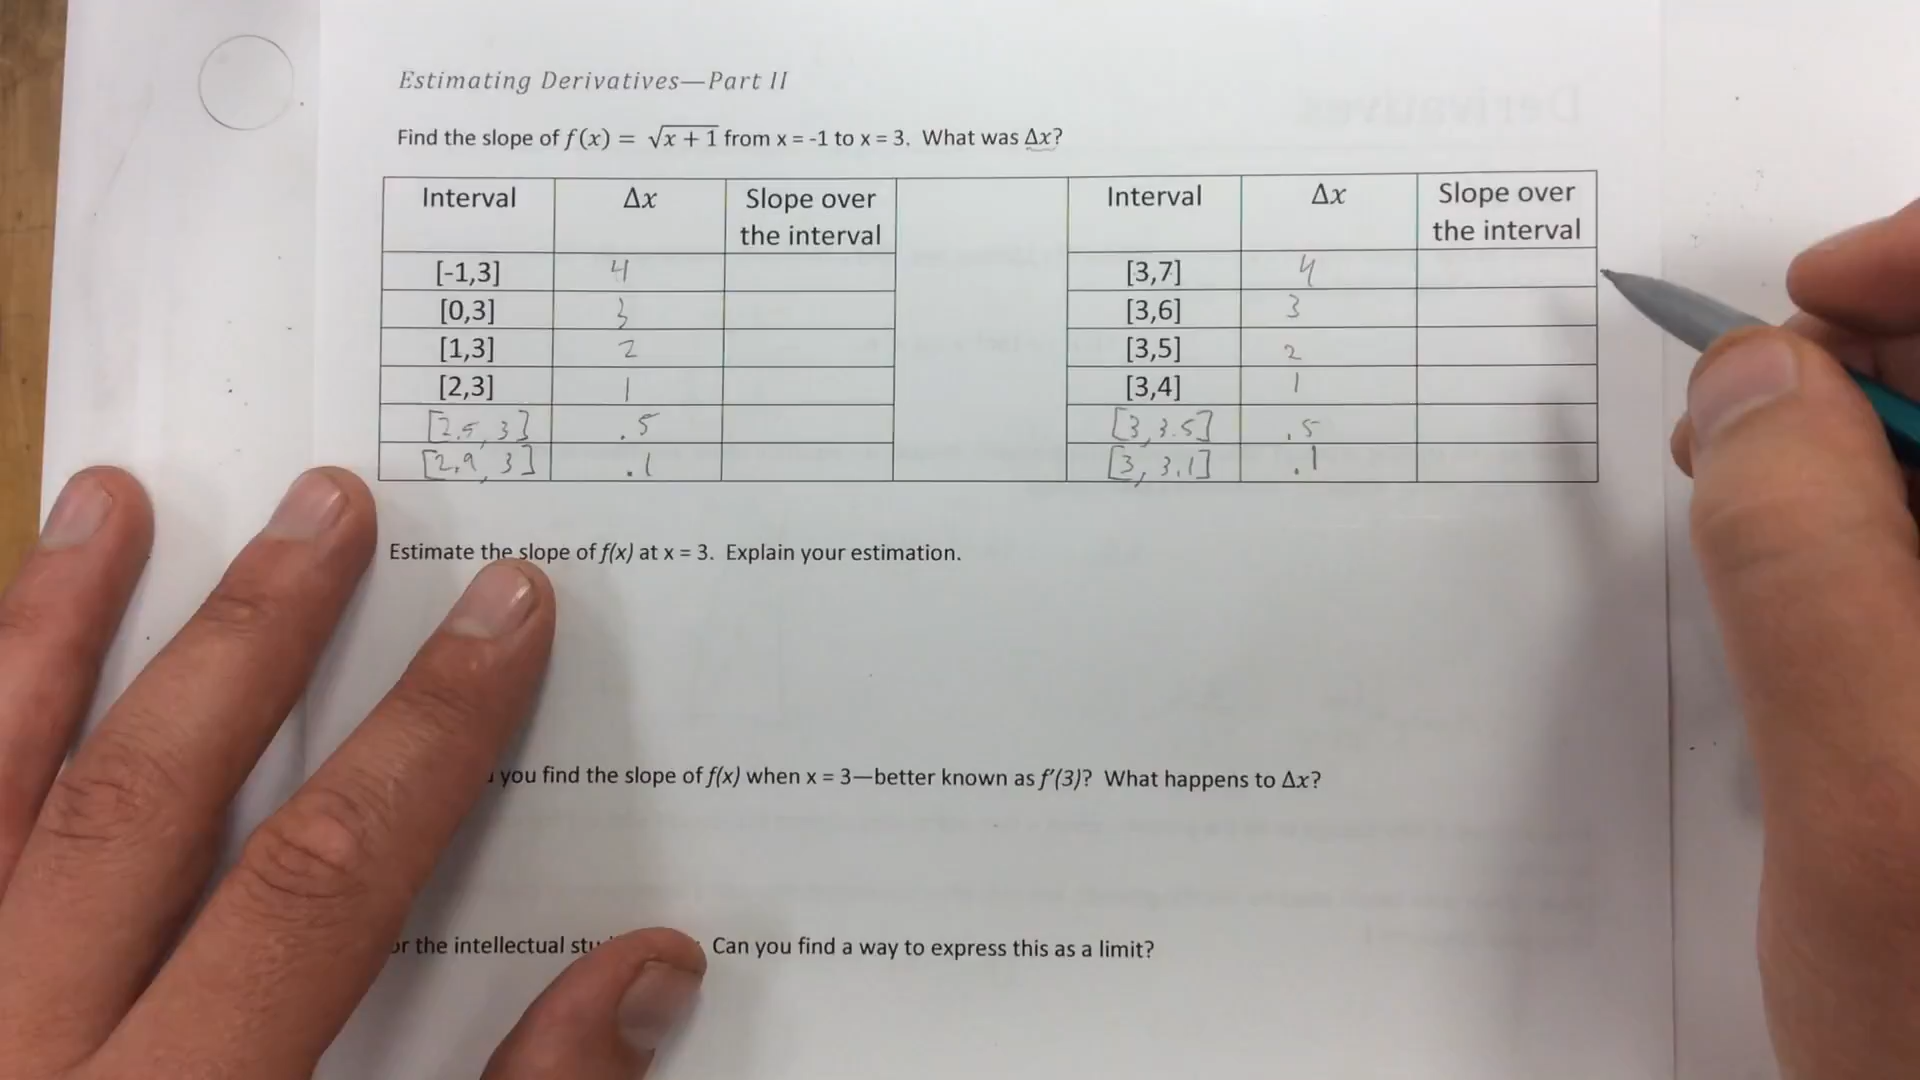 Estimating Derivatives—Part II
Find the slope of f(x) = √x + 1 from x = -1 to x = 3. What was Δx?
Interval Δx Slope over the interval Interval Δx Slope over the interval
[-1,3] 4 [3,7] 4
[0,3] 3 [3,6] 3
[1,3] 2 [3,5] 2
[2,3] 1 [3,4] 1
[2.5, 3] .5 [3, 3.5] .5
[2.9, 3] .1 [3, 3.1] .1
Estimate the slope of f(x) at x = 3. Explain your estimation.
you find the slope of f(x) when x = 3—better known as f'(3)? What happens to Δx?
the intellectual Can you find a way to express this as a limit?